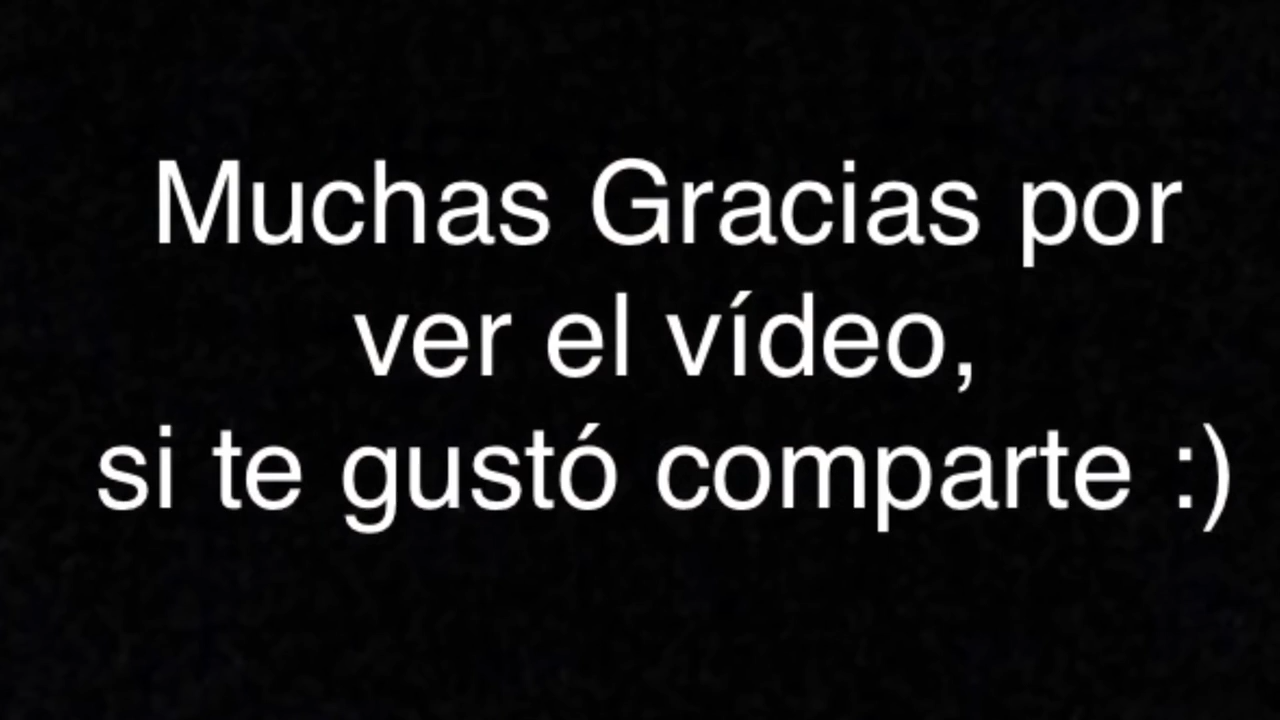 Muchas Gracias por
ver el vídeo,
si te gustó comparte :)